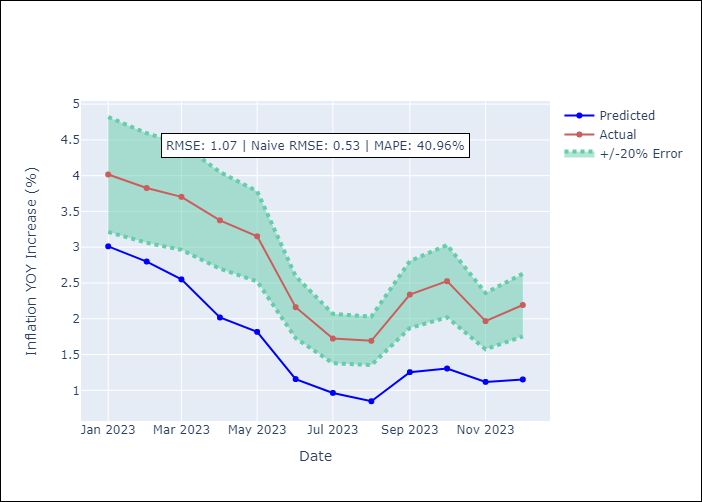 5
4.5
4
3.5
3
2.5
2
1.5
1
Inflation YOY Increase (%)
RMSE: 1.07 | Naive RMSE: 0.53 | MAPE: 40.96%
Predicted
Actual
+/-20% Error
Jan 2023 Mar 2023 May 2023 Jul 2023 Sep 2023 Nov 2023
Date